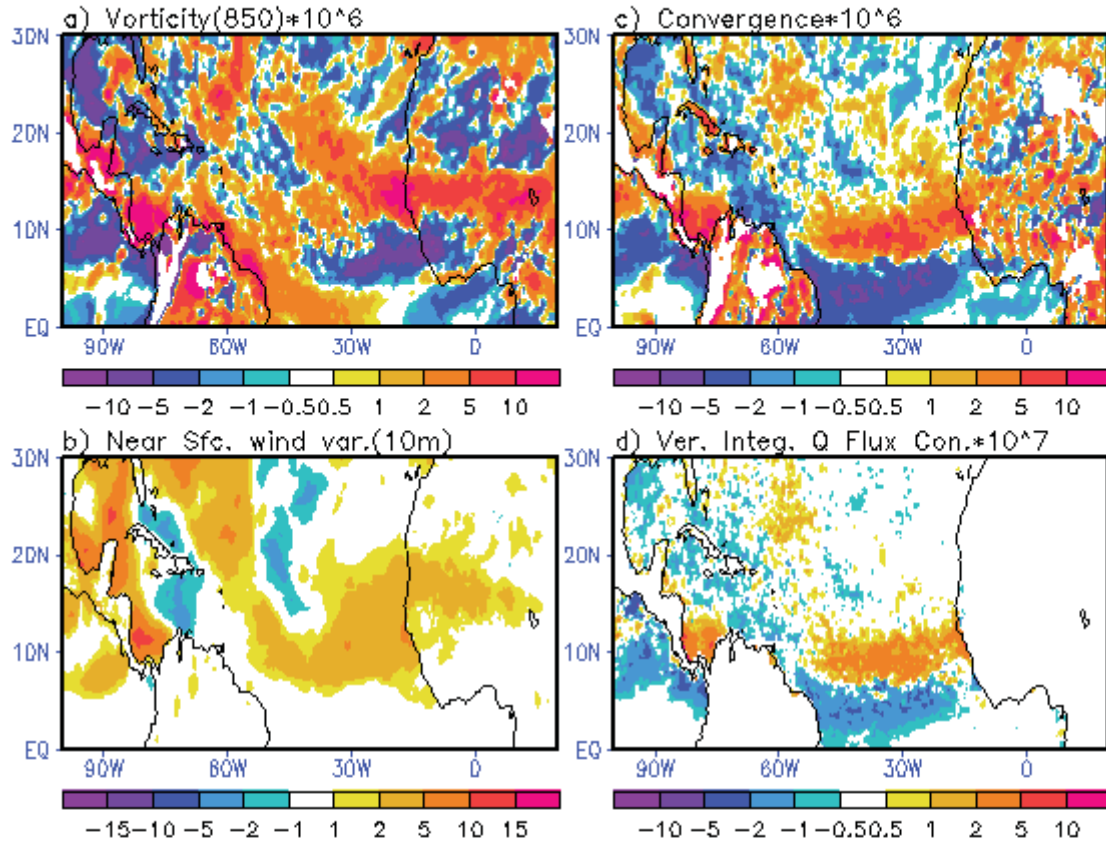 a) Vorticity(850)*10^6
30N
20N
10N
EQ
90W 60W 30W 0
-10 -5 -2 -1 -0.50.5 1 2 5 10
c) Convergence*10^6
30N
20N
10N
EQ
90W 60W 30W 0
-10 -5 -2 -1 -0.50.5 1 2 5 10
b) Near Sfc. wind var.(10m)
30N
20N
10N
EQ
90W 60W 30W 0
-15-10 -5 -2 -1 1 2 5 10 15
d) Ver. Integ. Q Flux Con.*10^7
30N
20N
10N
EQ
90W 60W 30W 0
-10 -5 -2 -1 -0.50.5 1 2 5 10